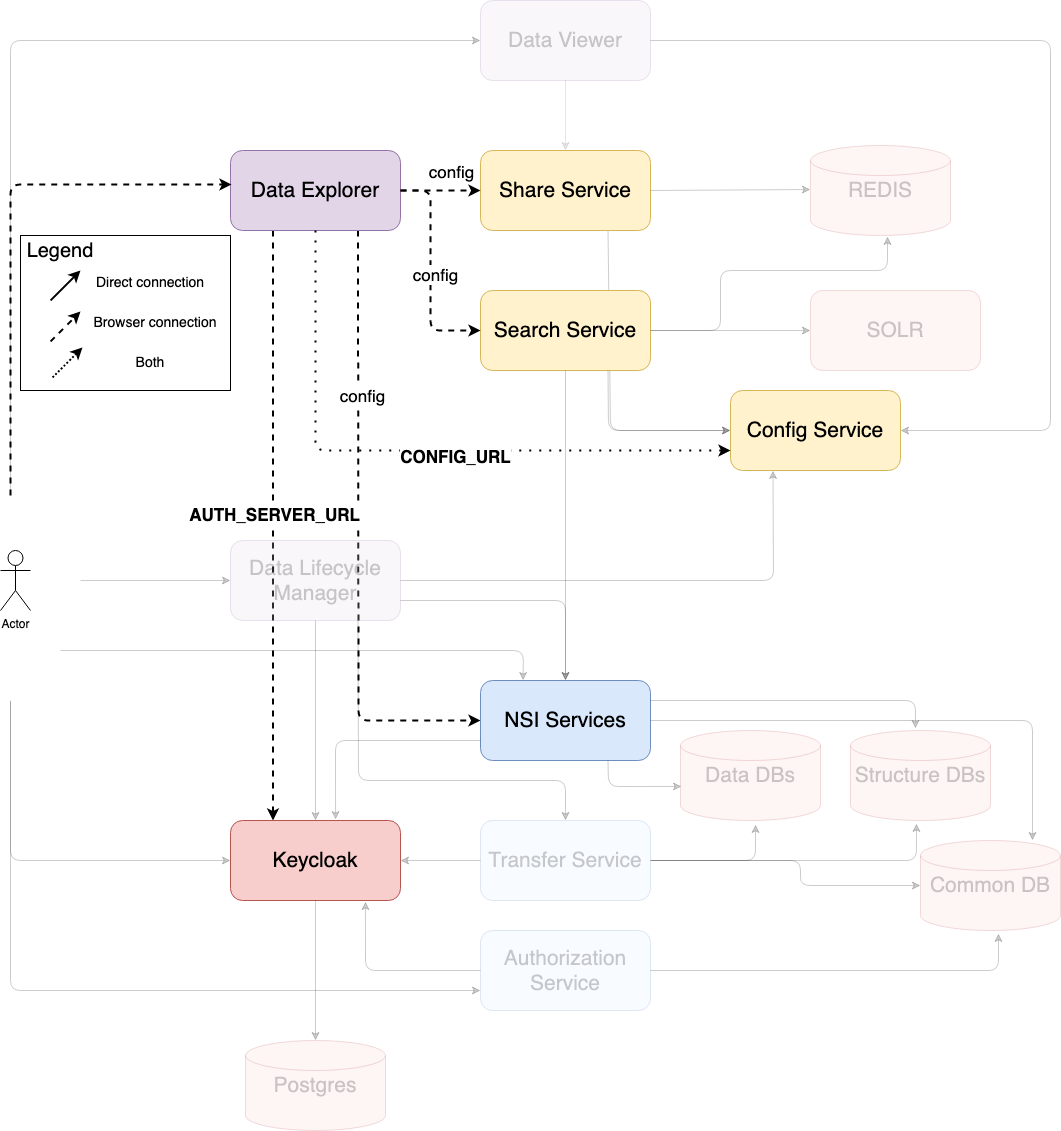 Data Viewer
Data Explorer
config
Share Service
REDIS
Legend
Direct connection
Browser connection
Both
config
Search Service
SOLR
config
Config Service
CONFIG_URL
AUTH_SERVER_URL
Data Lifecycle
Manager
Actor
NSI Services
Data DBs
Structure DBs
Keycloak
Transfer Service
Common DB
Authorization
Service
Postgres